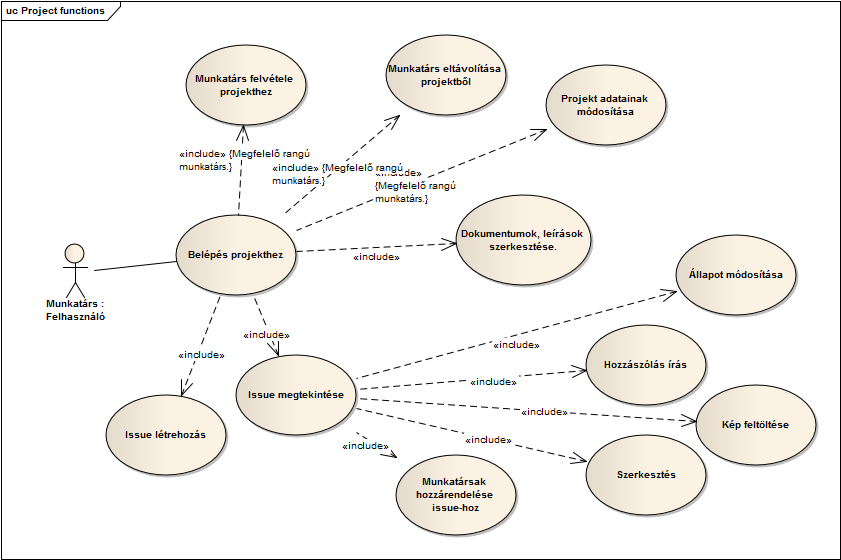 uc Project functions
Munkatárs felvétele
projekthez
Munkatárs eltávolítása
projektből
Projekt adatainak
módosítása
«include» {Megfelelő rangú
munkatárs.}
«include» {Megfelelő rangú
munkatárs.}
«include»
{Megfelelő rangú
munkatárs.}
Belépés projekthez
Dokumentumok, leírások
szerkesztése.
«include»
Munkatárs :
Felhasználó
Állapot módosítása
«include»
«include»
«include»
Hozzászólás írás
«include»
Issue megtekintése
Kép feltöltése
«include»
Issue létrehozás
«include»
«include»
Szerkesztés
Munkatársak
hozzárendelése
issue-hoz